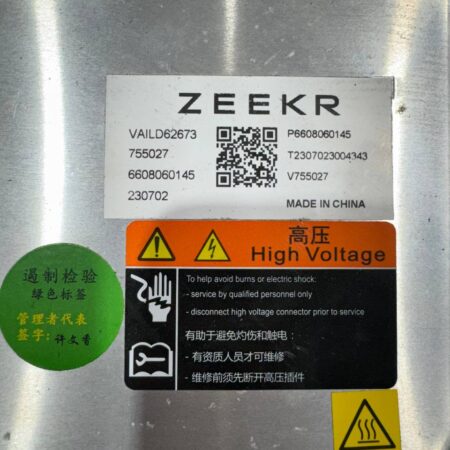 ZEEKR
VAILD62673
755027
6608060145
230702
P6608060145
T2307023004343
V755027
MADE IN CHINA
高压
High Voltage
To help avoid burns or electric shock:
- service by qualified personnel only
- disconnect high voltage connector prior to service
有助于避免灼伤和触电：
- 有资质人员才可维修
- 维修前须先断开高压插件
遏制检验
绿色标签
管理者代表
签字：许文香